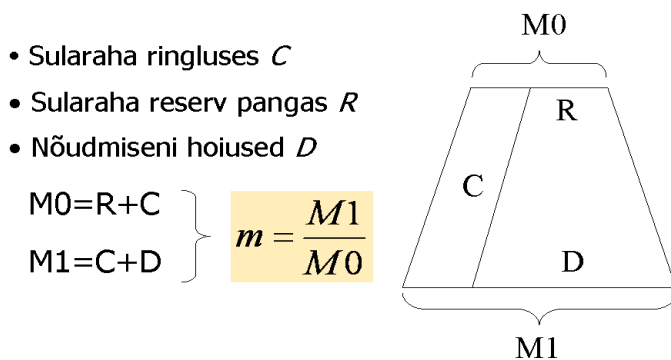 • Sularaha ringluses C
• Sularaha reserv pangas R
• Nõudmiseni hoiused D
M0=R+C
M1=C+D
m = M1/M0
M0
R
C
D
M1